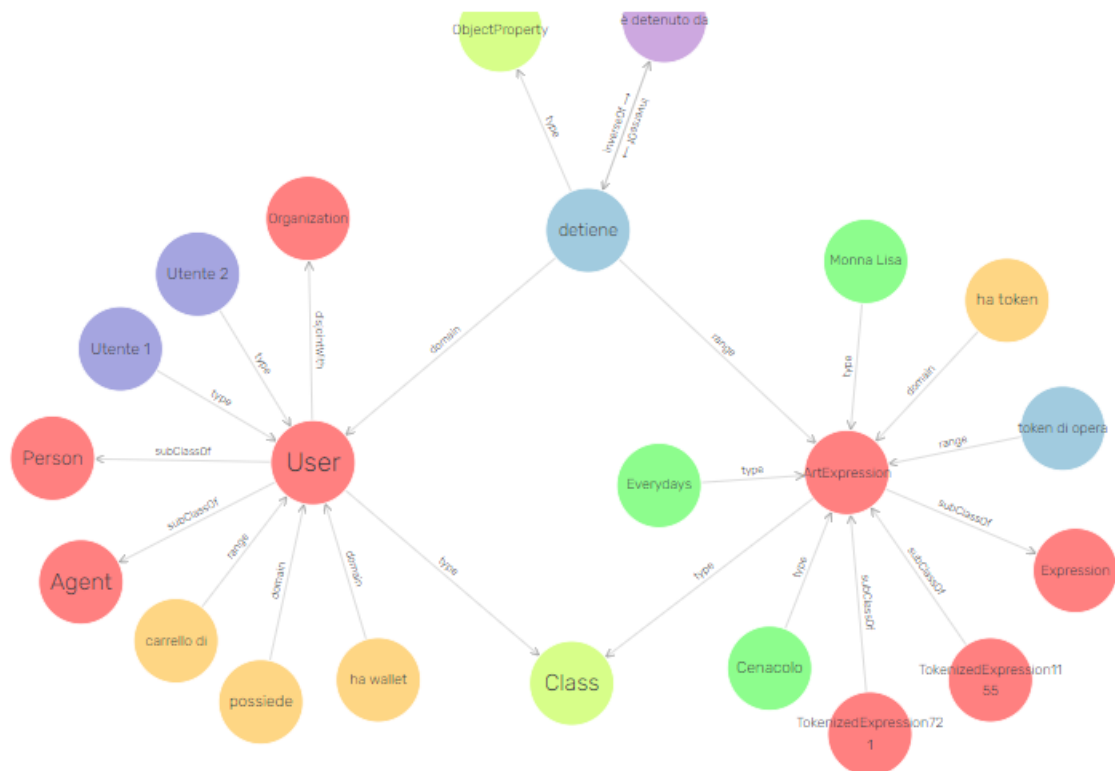 ObjectProperty
è detenuto da
type
inverseOf →
inverseOf →
Organization
detiene
Monna Lisa
Utente 2
ha token
disjointWith
domain
range
type
domain
Utente 1
type
type
token di opera
range
Person
subClassOf
User
Everydays
type
ArtExpression
subClassOf
subClassOf
type
type
subClassOf
Expression
Agent
range
domain
domain
type
subClassOf
carrello di
possiede
ha wallet
Class
Cenacolo
TokenizedExpression11
55
TokenizedExpression72
1